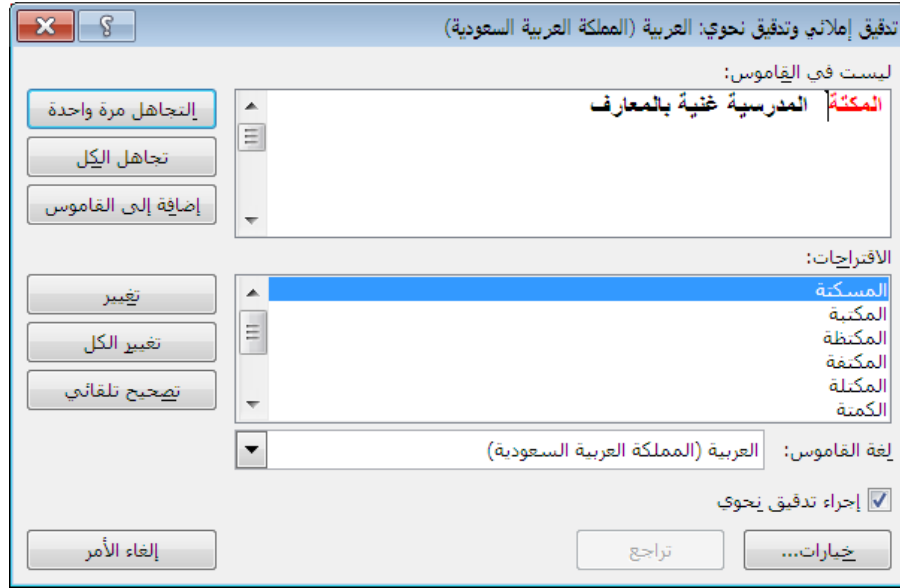 تدقيق إملائي وتدقيق نحوي: العربية (المملكة العربية السعودية)
ليست في القاموس:
المكتة المدرسية غنية بالمعارف
التجاهل مرة واحدة
تجاهل الكل
إضافة إلى القاموس
الاقتراحات:
المسكتة
المكتبة
المكتظة
المكتفة
المكتلة
الكمتة
تغيير
تغيير الكل
تصحيح تلقائي
لغة القاموس: العربية (المملكة العربية السعودية)
إجراء تدقيق نحوي
خيارات...
تراجع
إلغاء الأمر